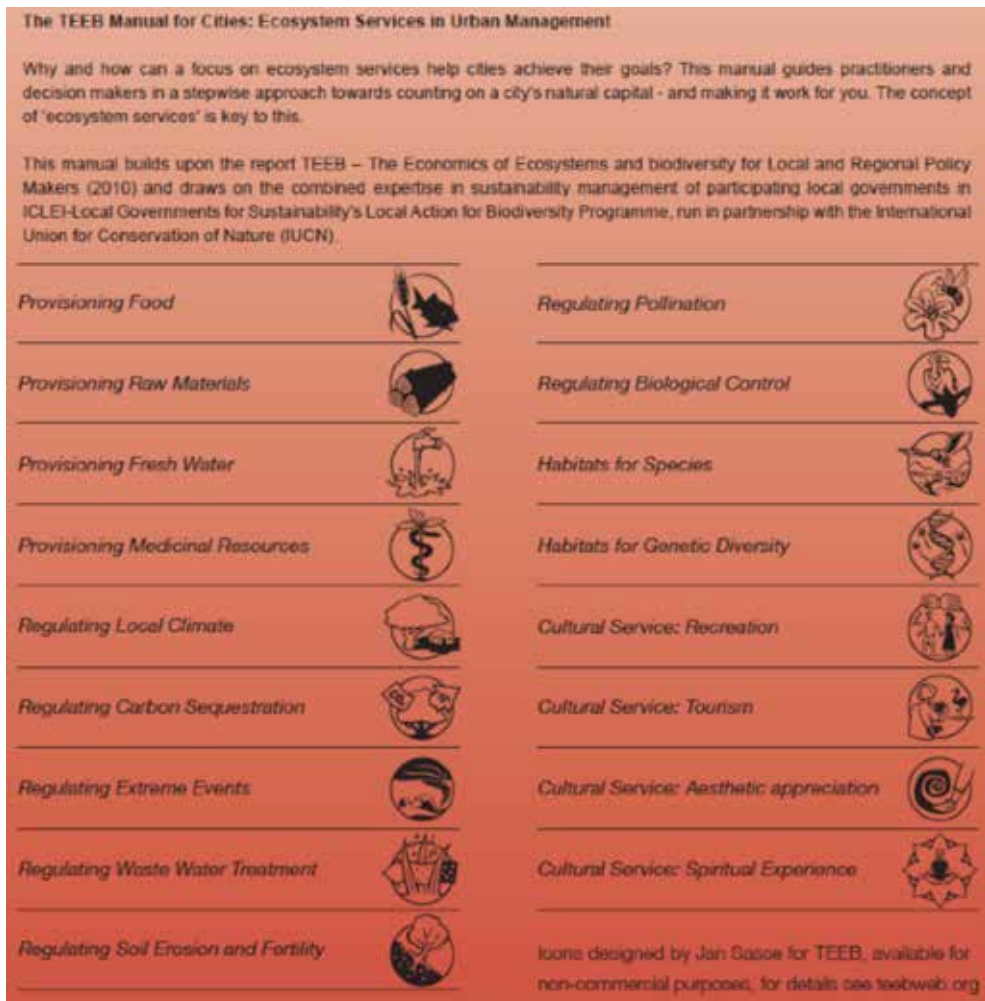 The TEEB Manual for Cities: Ecosystem Services in Urban Management
Why and how can a focus on ecosystem services help cities achieve their goals? This manual guides practitioners and
decision makers in a stepwise approach towards counting on a city's natural capital - and making it work for you. The concept
of 'ecosystem services' is key to this.
This manual builds upon the report TEEB – The Economics of Ecosystems and biodiversity for Local and Regional Policy
Makers (2010) and draws on the combined expertise in sustainability management of participating local governments in
ICLEI-Local Governments for Sustainability's Local Action for Biodiversity Programme, run in partnership with the International
Union for Conservation of Nature (IUCN).
Provisioning Food
Provisioning Raw Materials
Provisioning Fresh Water
Provisioning Medicinal Resources
Regulating Local Climate
Regulating Carbon Sequestration
Regulating Extreme Events
Regulating Waste Water Treatment
Regulating Soil Erosion and Fertility
Regulating Pollination
Regulating Biological Control
Habitats for Species
Habitats for Genetic Diversity
Cultural Service: Recreation
Cultural Service: Tourism
Cultural Service: Aesthetic appreciation
Cultural Service: Spiritual Experience
Icons designed by Jan Sasse for TEEB, available for
non-commercial purposes, for details see teebweb.org